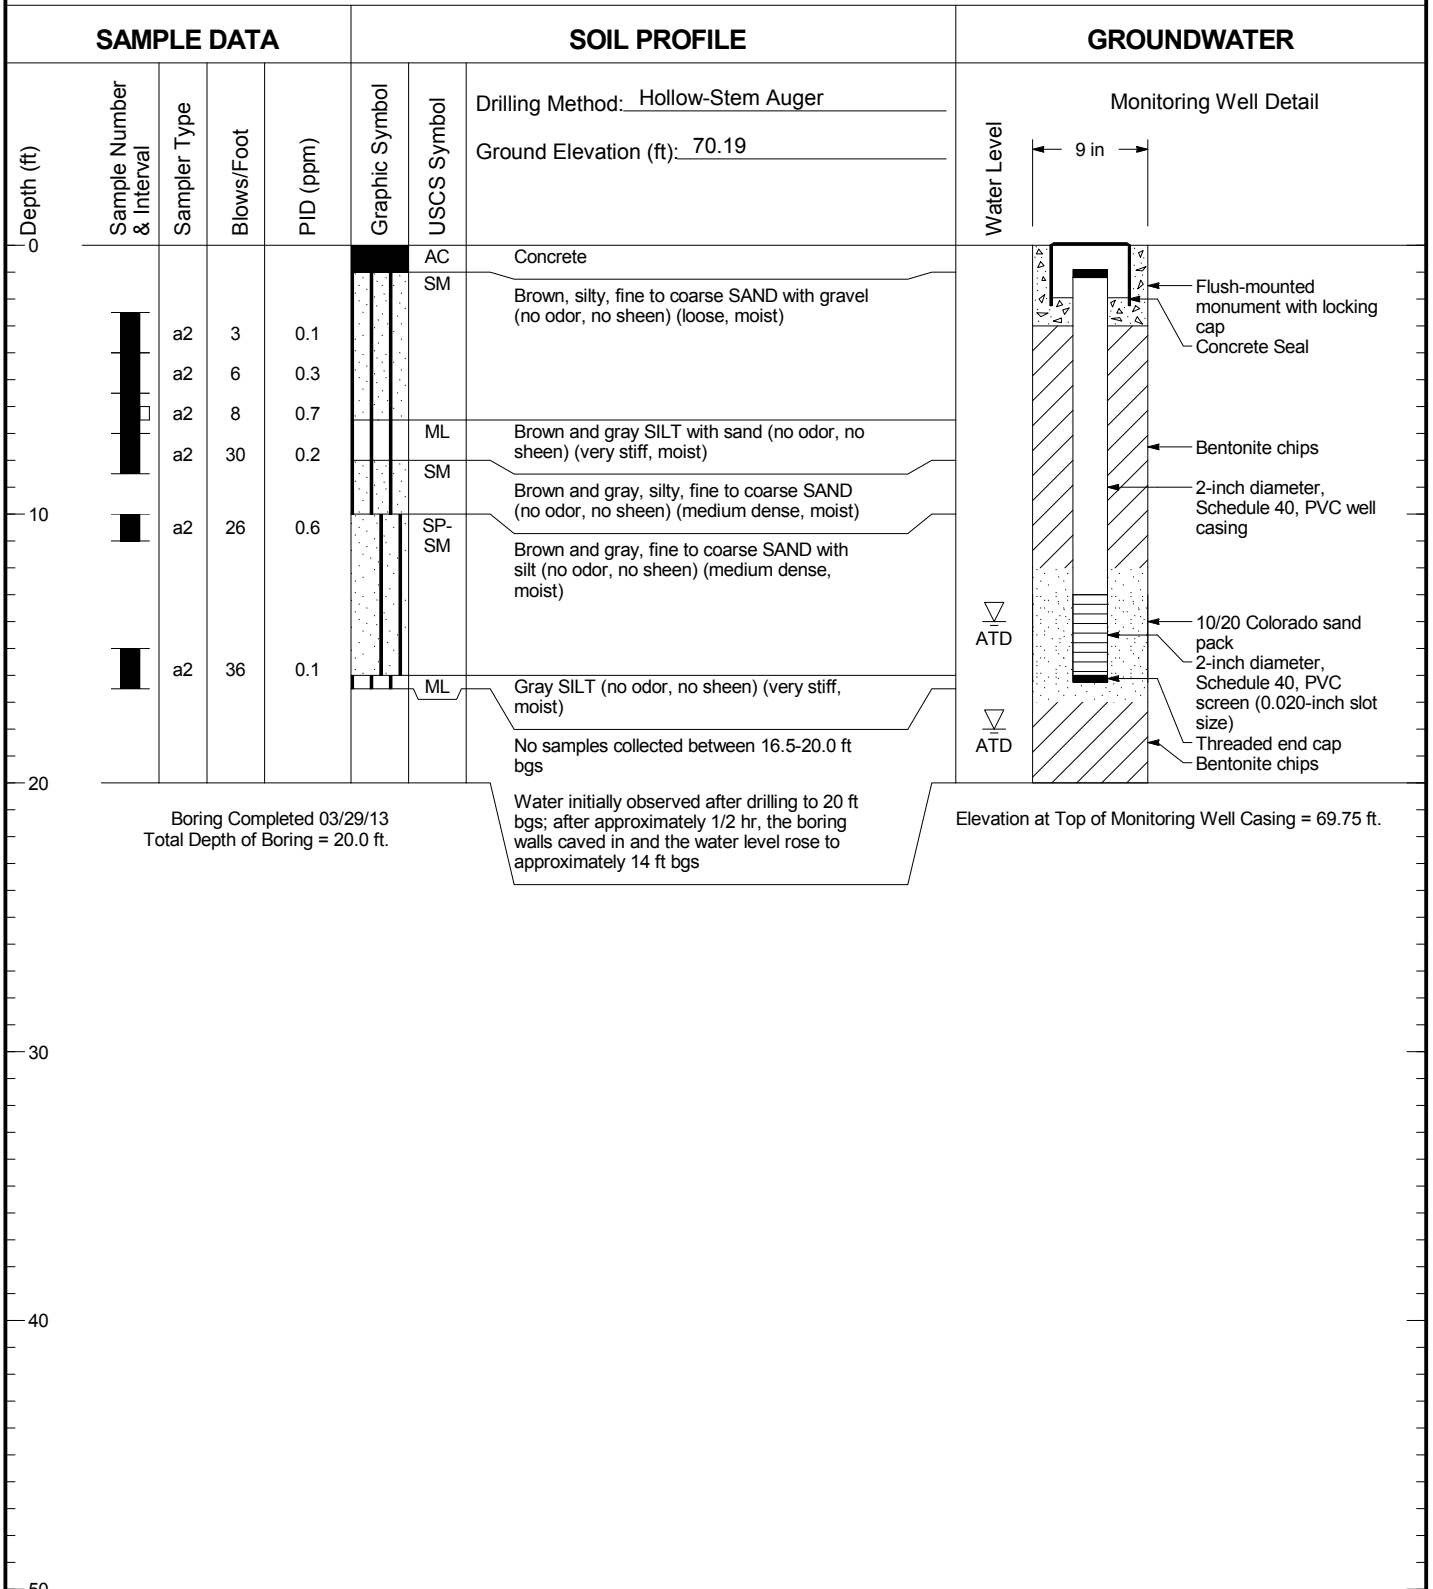 SAMPLE DATA
SOIL PROFILE
GROUNDWATER
Depth (ft)
Sample Number
& Interval
Sampler Type
Blows/Foot
PID (ppm)
Graphic Symbol
USCS Symbol
Drilling Method: Hollow-Stem Auger
Ground Elevation (ft): 70.19
Water Level
Monitoring Well Detail
9 in
0
AC
Concrete
SM
Brown, silty, fine to coarse SAND with gravel
(no odor, no sheen) (loose, moist)
a2 3 0.1
a2 6 0.3
a2 8 0.7
ML
Brown and gray SILT with sand (no odor, no
sheen) (very stiff, moist)
a2 30 0.2
SM
Brown and gray, silty, fine to coarse SAND
(no odor, no sheen) (medium dense, moist)
10
a2 26 0.6
SP-
SM
Brown and gray, fine to coarse SAND with
silt (no odor, no sheen) (medium dense,
moist)
a2 36 0.1
ML
Gray SILT (no odor, no sheen) (very stiff,
moist)
No samples collected between 16.5-20.0 ft
bgs
Water initially observed after drilling to 20 ft
bgs; after approximately 1/2 hr, the boring
walls caved in and the water level rose to
approximately 14 ft bgs
Flush-mounted
monument with locking
cap
Concrete Seal
Bentonite chips
2-inch diameter,
Schedule 40, PVC well
casing
ATD
10/20 Colorado sand
pack
2-inch diameter,
Schedule 40, PVC
screen (0.020-inch slot
size)
Threaded end cap
ATD
Bentonite chips
20
Boring Completed 03/29/13
Total Depth of Boring = 20.0 ft.
Elevation at Top of Monitoring Well Casing = 69.75 ft.
30
40
50